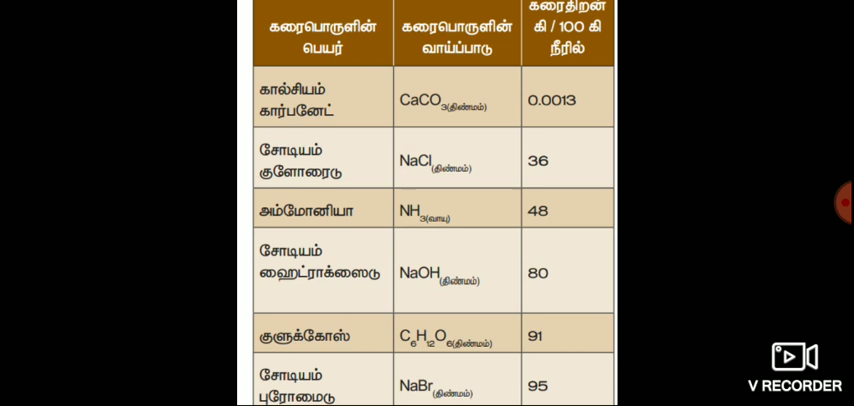 கரைபொருளின் பெயர்
கரைபொருளின் வாய்ப்பாடு
கரைதிறன் கி / 100 கி நீரில்
கால்சியம் கார்பனேட்
CaCO3(திண்மம்)
0.0013
சோடியம் குளோரைடு
NaCl(திண்மம்)
36
அம்மோனியா
NH3(வாயு)
48
சோடியம் ஹைட்ராக்ஸைடு
NaOH(திண்மம்)
80
குளுக்கோஸ்
C6H12O6(திண்மம்)
91
சோடியம் புரோமைடு
NaBr(திண்மம்)
95
V RECORDER